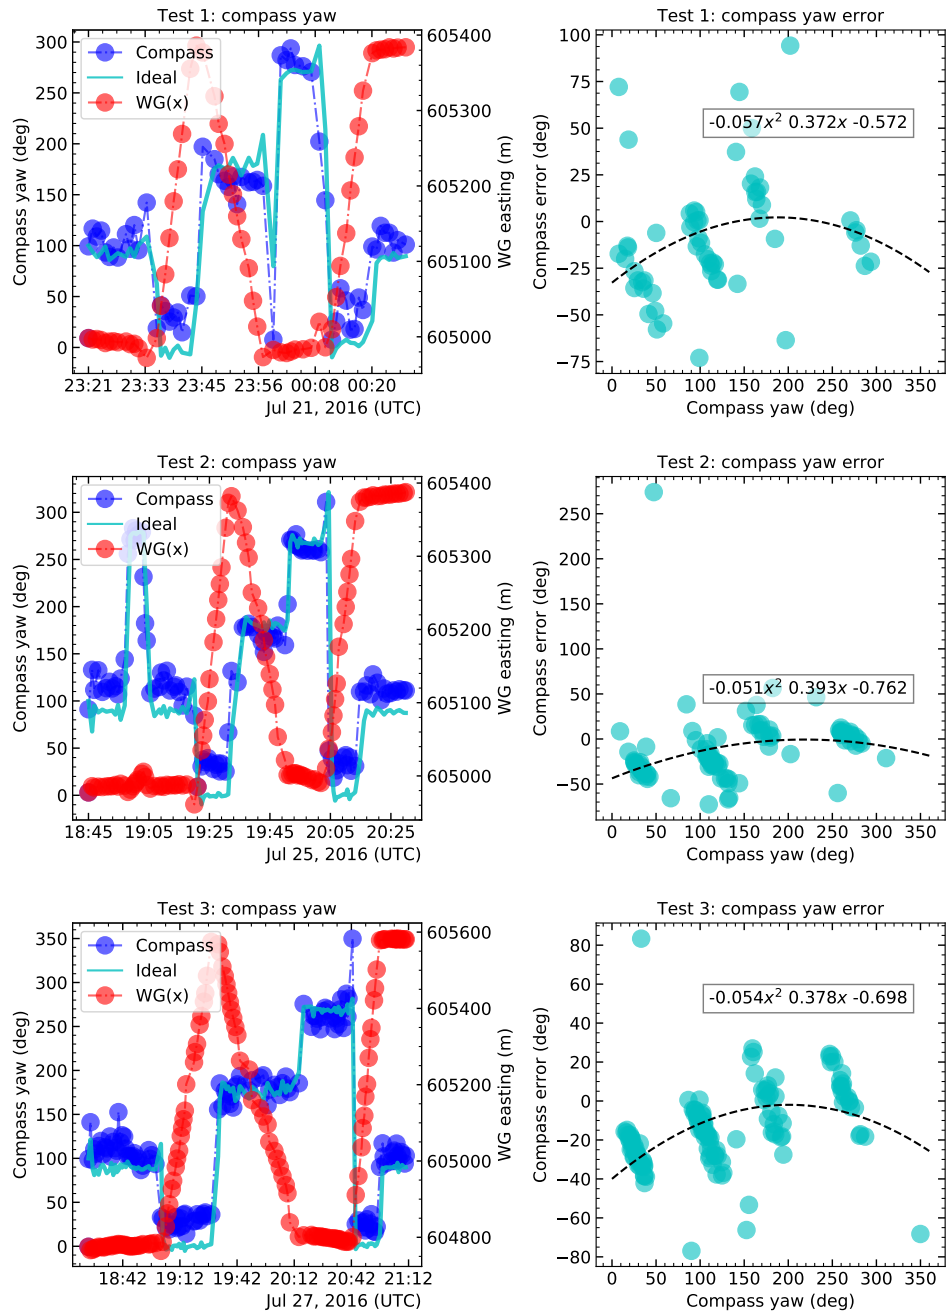 Test 1: compass yaw
Compass yaw (deg)
300
250
200
150
100
50
0
Compass
Ideal
WG(x)
605400
605300
605200
605100
605000
WG easting (m)
23:21 23:33 23:45 23:56 00:08 00:20
Jul 21, 2016 (UTC)
Test 1: compass yaw error
Compass error (deg)
100
75
50
25
0
−25
−50
−75
-0.057x² 0.372x -0.572
0 50 100 150 200 250 300 350
Compass yaw (deg)
Test 2: compass yaw
Compass yaw (deg)
300
250
200
150
100
50
0
Compass
Ideal
WG(x)
605400
605300
605200
605100
605000
WG easting (m)
18:45 19:05 19:25 19:45 20:05 20:25
Jul 25, 2016 (UTC)
Test 2: compass yaw error
Compass error (deg)
250
200
150
100
50
0
−50
-0.051x² 0.393x -0.762
0 50 100 150 200 250 300 350
Compass yaw (deg)
Test 3: compass yaw
Compass yaw (deg)
350
300
250
200
150
100
50
0
Compass
Ideal
WG(x)
605600
605400
605200
605000
604800
WG easting (m)
18:42 19:12 19:42 20:12 20:42 21:12
Jul 27, 2016 (UTC)
Test 3: compass yaw error
Compass error (deg)
80
60
40
20
0
−20
−40
−60
−80
-0.054x² 0.378x -0.698
0 50 100 150 200 250 300 350
Compass yaw (deg)